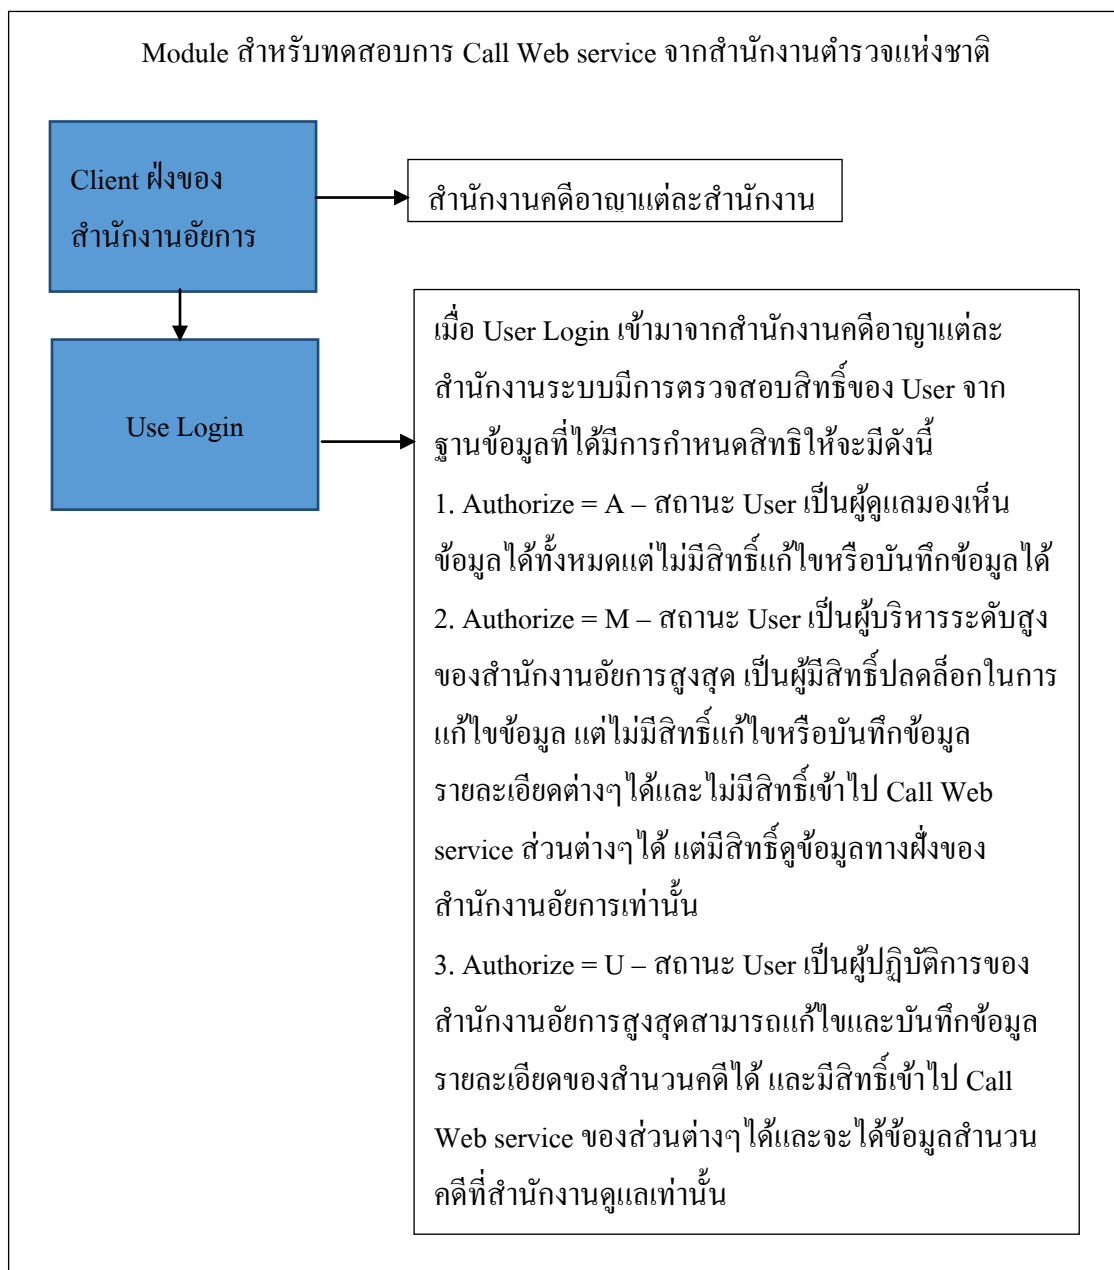 Module สำหรับทดสอบการ Call Web service จากสำนักงานตำรวจแห่งชาติ
Client ฝ่งของ
สำนักงานอัยการ
สำนักงานคดีอาญาแต่ละสำนักงาน
Use Login
เมื่อ User Login เข้ามาจากสำนักงานคดีอาญาแต่ละ
สำนักงานระบบมีการตรวจสอบสิทธิ์ของ User จาก
ฐานข้อมูลที่ได้มีการกำหนดสิทธิให้จะมีดังนี้
1. Authorize = A – สถานะ User เป็นผู้ดูแลมองเห็น
ข้อมูลได้ทั้งหมดแต่ไม่มีสิทธิ์แก้ไขหรือบันทึกข้อมูลได้
2. Authorize = M – สถานะ User เป็นผู้บริหารระดับสูง
ของสำนักงานอัยการสูงสุด เป็นผู้มีสิทธิ์ปลดล็อกในการ
แก้ไขข้อมูล แต่ไม่มีสิทธิ์แก้ไขหรือบันทึกข้อมูล
รายละเอียดต่างๆได้และไม่มีสิทธิ์เข้าไป Call Web
service ส่วนต่างๆได้ แต่มีสิทธิ์ดูข้อมูลทางฝั่งของ
สำนักงานอัยการเท่านั้น
3. Authorize = U – สถานะ User เป็นผู้ปฏิบัติการของ
สำนักงานอัยการสูงสุดสามารถแก้ไขและบันทึกข้อมูล
รายละเอียดของสำนวนคดีได้ และมีสิทธิ์เข้าไป Call
Web service ของส่วนต่างๆได้และจะได้ข้อมูลสำนวน
คดีที่สำนักงานดูแลเท่านั้น